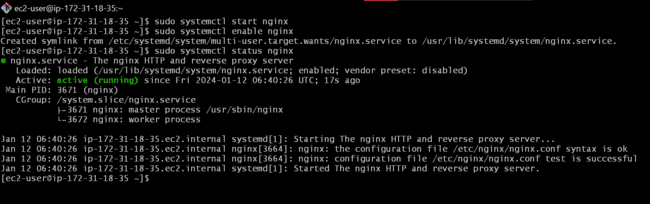 ec2-user@ip-172-31-18-35:~
[ec2-user@ip-172-31-18-35 ~]$ sudo systemctl start nginx
[ec2-user@ip-172-31-18-35 ~]$ sudo systemctl enable nginx
Created symlink from /etc/systemd/system/multi-user.target.wants/nginx.service to /usr/lib/systemd/system/nginx.service.
[ec2-user@ip-172-31-18-35 ~]$ sudo systemctl status nginx
● nginx.service - The nginx HTTP and reverse proxy server
Loaded: loaded (/usr/lib/systemd/system/nginx.service; enabled; vendor preset: disabled)
Active: active (running) since Fri 2024-01-12 06:40:26 UTC; 17s ago
Main PID: 3671 (nginx)
CGroup: /system.slice/nginx.service
├─3671 nginx: master process /usr/sbin/nginx
└─3672 nginx: worker process
Jan 12 06:40:26 ip-172-31-18-35.ec2.internal systemd[1]: Starting The nginx HTTP and reverse proxy server...
Jan 12 06:40:26 ip-172-31-18-35.ec2.internal nginx[3664]: nginx: the configuration file /etc/nginx/nginx.conf syntax is ok
Jan 12 06:40:26 ip-172-31-18-35.ec2.internal nginx[3664]: nginx: configuration file /etc/nginx/nginx.conf test is successful
Jan 12 06:40:26 ip-172-31-18-35.ec2.internal systemd[1]: Started The nginx HTTP and reverse proxy server.
[ec2-user@ip-172-31-18-35 ~]$